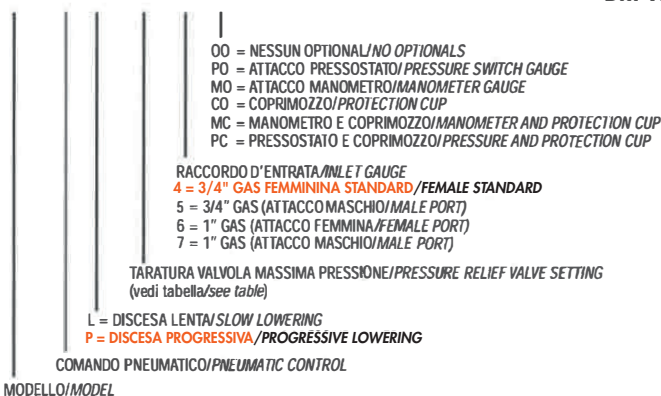 OO = NESSUN OPTIONAL/NO OPTIONALS
PO = ATTACCO PRESSOSTATO/PRESSURE SWITCH GAUGE
MO = ATTACCO MANOMETRO/MANOMETER GAUGE
CO = COPRIMOZZO/PROTECTION CUP
MC = MANOMETRO E COPRIMOZZO/MANOMETER AND PROTECTION CUP
PC = PRESSOSTATO E COPRIMOZZO/PRESSURE AND PROTECTION CUP
RACCORDO D'ENTRATA/INLET GAUGE
4 = 3/4" GAS FEMMININA STANDARD/FEMALE STANDARD
5 = 3/4" GAS (ATTACCO MASCHIO/MALE PORT)
6 = 1" GAS (ATTACCO FEMMINA/FEMALE PORT)
7 = 1" GAS (ATTACCO MASCHIO/MALE PORT)
TARATURA VALVOLA MASSIMA PRESSIONE/PRESSURE RELIEF VALVE SETTING
(vedi tabella/see table)
L = DISCESA LENTA/SLOW LOWERING
P = DISCESA PROGRESSIVA/PROGRESSIVE LOWERING
COMANDO PNEUMATICO/PNEUMATIC CONTROL
MODELLO/MODEL